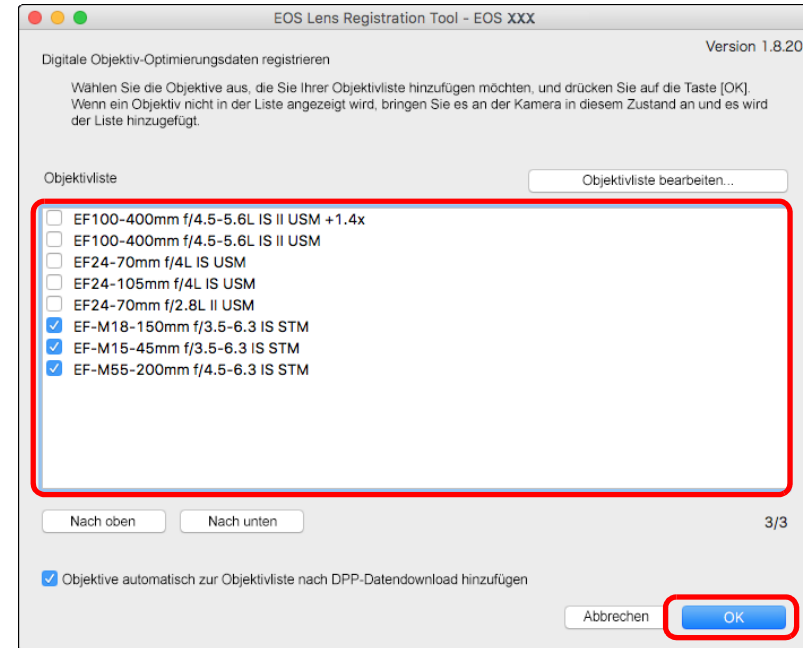 EOS Lens Registration Tool - EOS XXX
Version 1.8.20
Digitale Objektiv-Optimierungsdaten registrieren
Wählen Sie die Objektive aus, die Sie Ihrer Objektivliste hinzufügen möchten, und drücken Sie auf die Taste [OK].
Wenn ein Objektiv nicht in der Liste angezeigt wird, bringen Sie es an der Kamera in diesem Zustand an und es wird
der Liste hinzugefügt.
Objektivliste
Objektivliste bearbeiten...
EF100-400mm f/4.5-5.6L IS II USM +1.4x
EF100-400mm f/4.5-5.6L IS II USM
EF24-70mm f/4L IS USM
EF24-105mm f/4L IS USM
EF24-70mm f/2.8L II USM
EF-M18-150mm f/3.5-6.3 IS STM
EF-M15-45mm f/3.5-6.3 IS STM
EF-M55-200mm f/4.5-6.3 IS STM
Nach oben
Nach unten
3/3
Objektive automatisch zur Objektivliste nach DPP-Datendownload hinzufügen
Abbrechen
OK